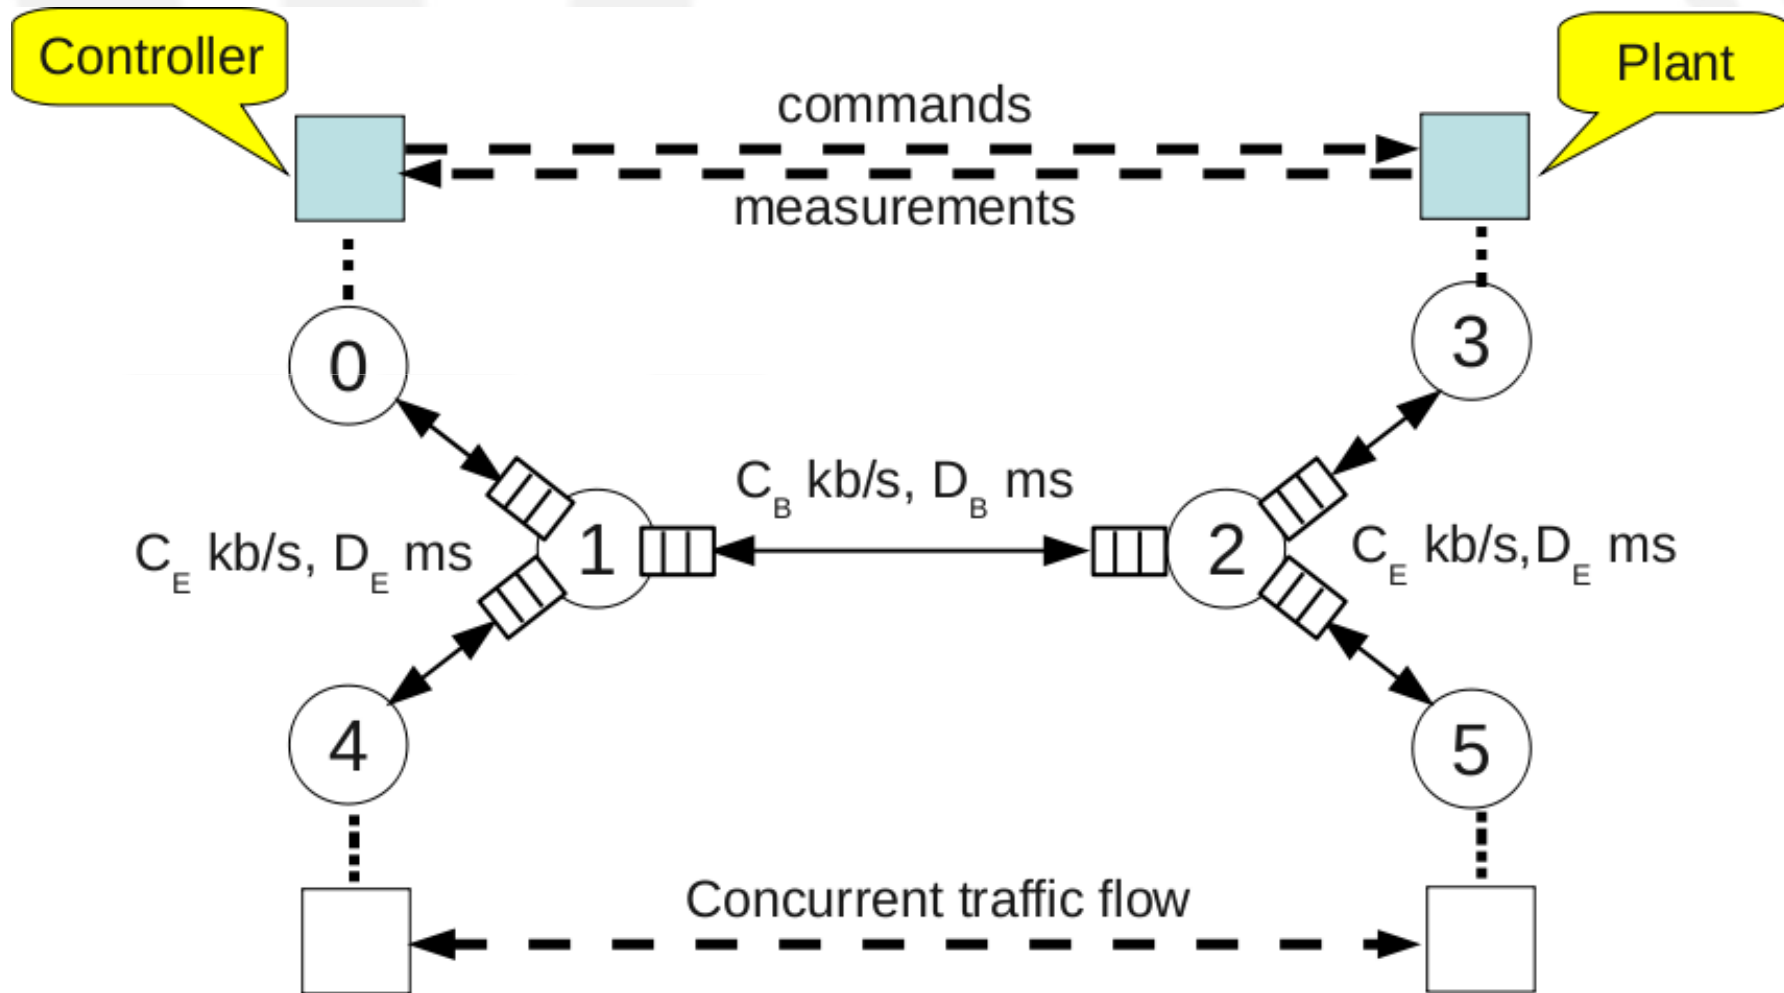 Controller
Plant
commands
measurements
0
3
C_B kb/s, D_B ms
1
2
C_E kb/s, D_E ms
C_E kb/s,D_E ms
4
5
Concurrent traffic flow